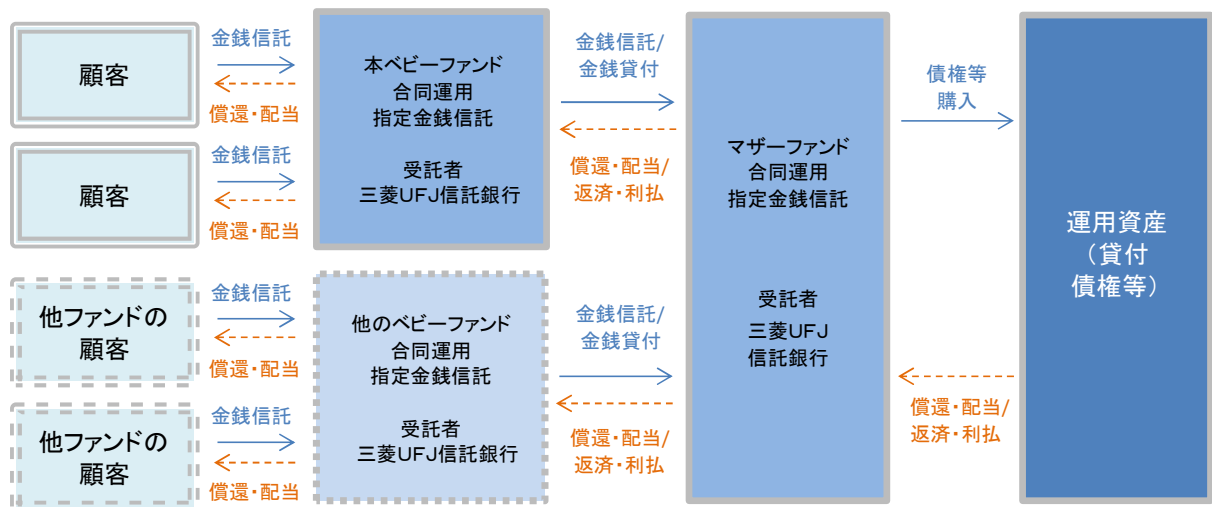 顧客
金銭信託
償還・配当
顧客
金銭信託
償還・配当
他ファンドの
顧客
金銭信託
償還・配当
他ファンドの
顧客
金銭信託
償還・配当
本ベビーファンド
合同運用
指定金銭信託
受託者
三菱UFJ信託銀行
他のベビーファンド
合同運用
指定金銭信託
受託者
三菱UFJ信託銀行
金銭信託/
金銭貸付
償還・配当/
返済・利払
金銭信託/
金銭貸付
償還・配当/
返済・利払
マザーファンド
合同運用
指定金銭信託
受託者
三菱UFJ
信託銀行
債権等
購入
償還・配当/
返済・利払
運用資産
（貸付
債権等）